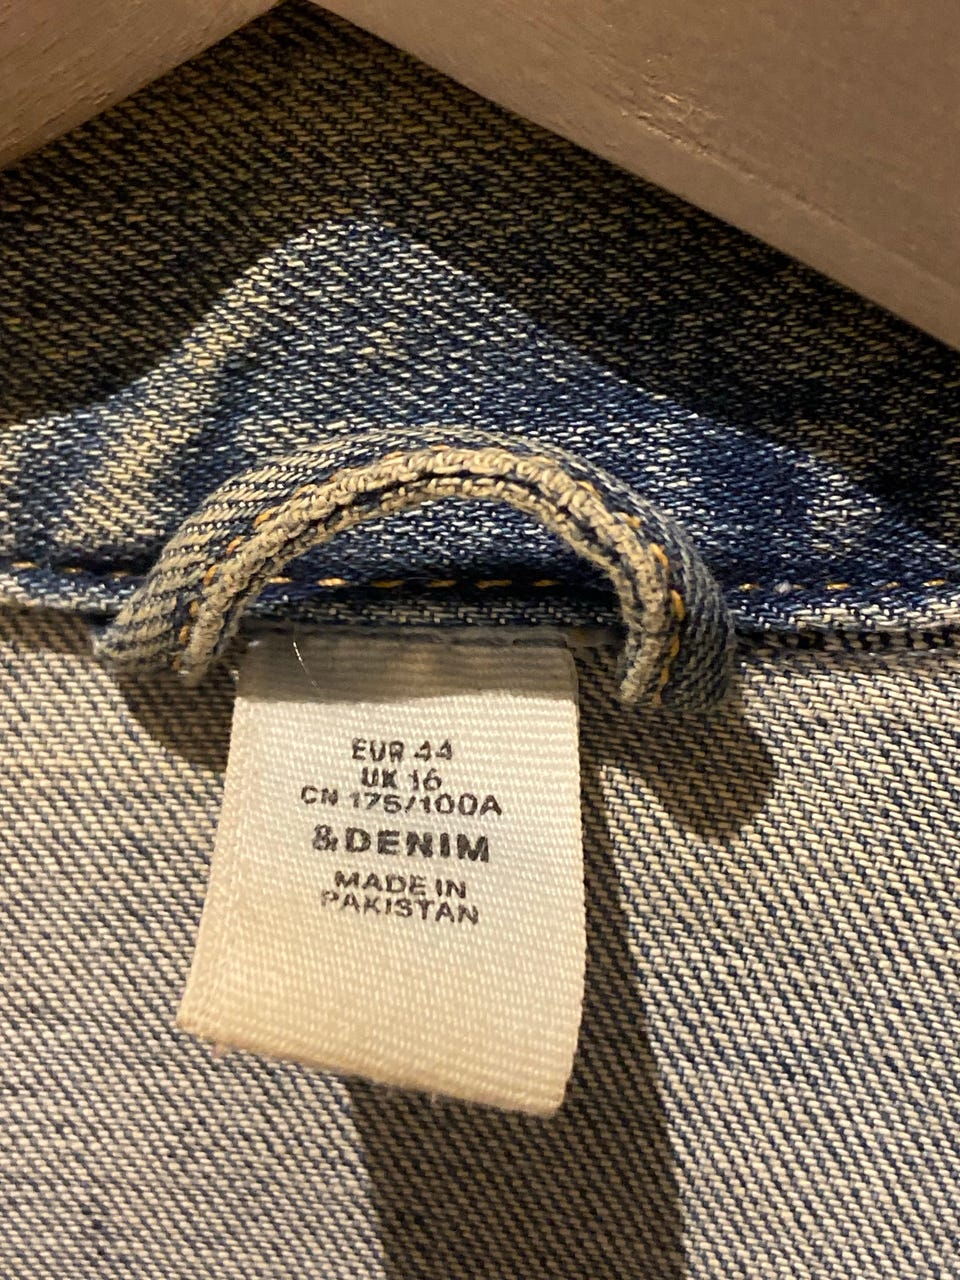 EUR 44
UK 16
CN 175/100A
&DENIM
MADE IN
PAKISTAN